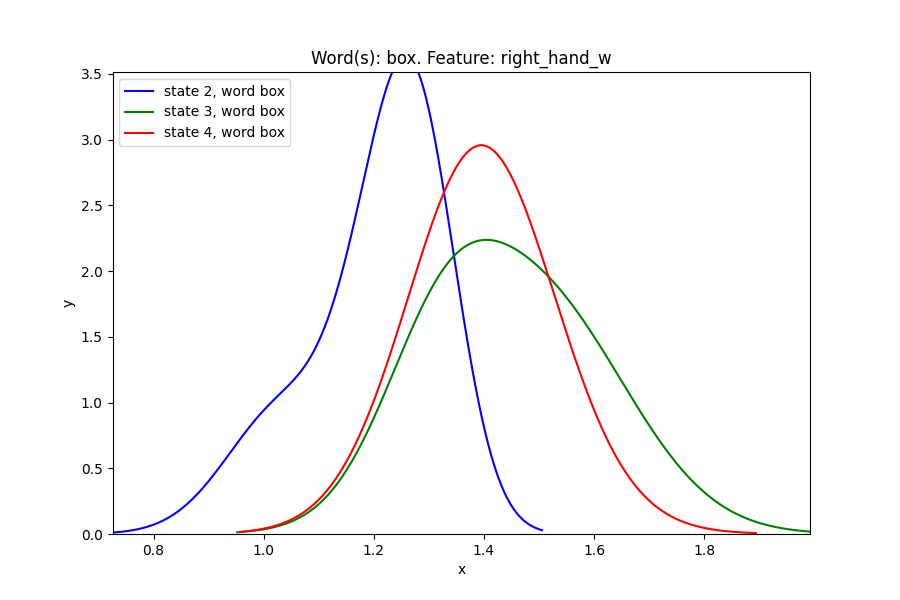 Word(s): box. Feature: right_hand_w
3.5
3.0
2.5
2.0
1.5
1.0
0.5
0.0
y
state 2, word box
state 3, word box
state 4, word box
0.8 1.0 1.2 1.4 1.6 1.8
x